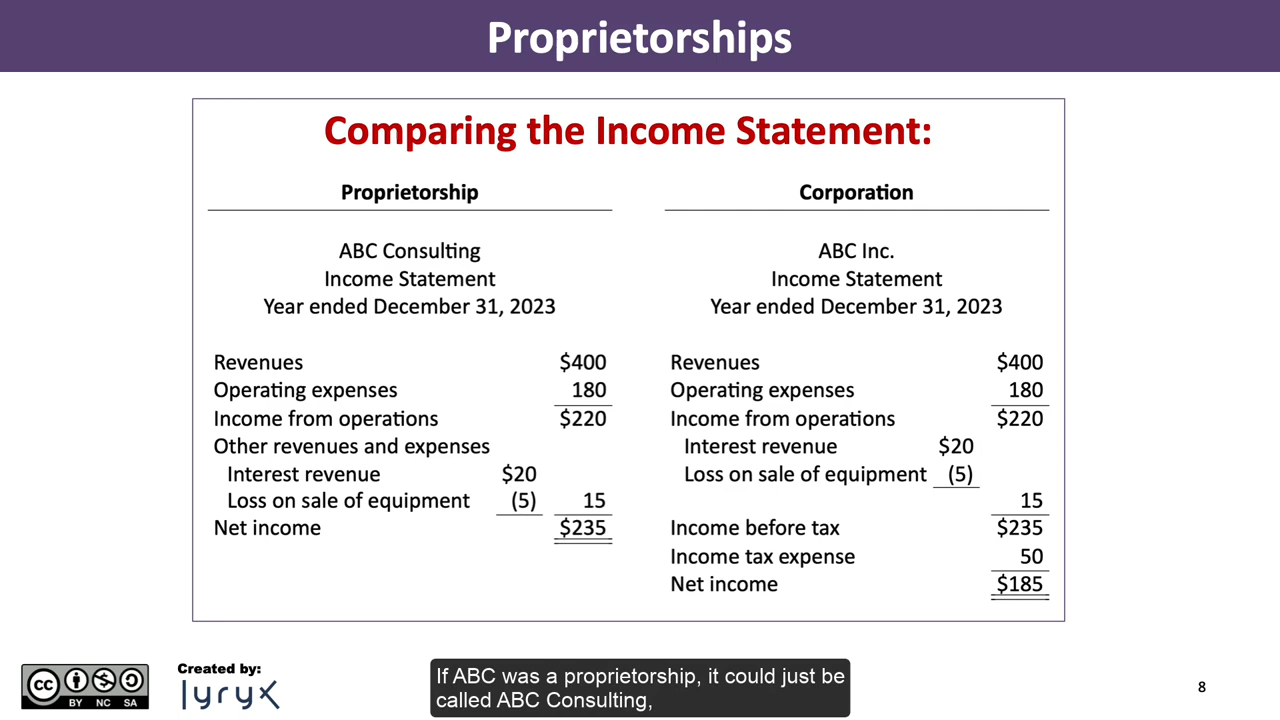 Proprietorships
Comparing the Income Statement:
Proprietorship
ABC Consulting
Income Statement
Year ended December 31, 2023
Revenues $400
Operating expenses 180
Income from operations $220
Other revenues and expenses
Interest revenue $20
Loss on sale of equipment (5) 15
Net income $235
Corporation
ABC Inc.
Income Statement
Year ended December 31, 2023
Revenues $400
Operating expenses 180
Income from operations $220
Interest revenue $20
Loss on sale of equipment (5)
15
Income before tax $235
Income tax expense 50
Net income $185
cc BY NC SA
Created by:
lyryx
If ABC was a proprietorship, it could just be
called ABC Consulting,
8